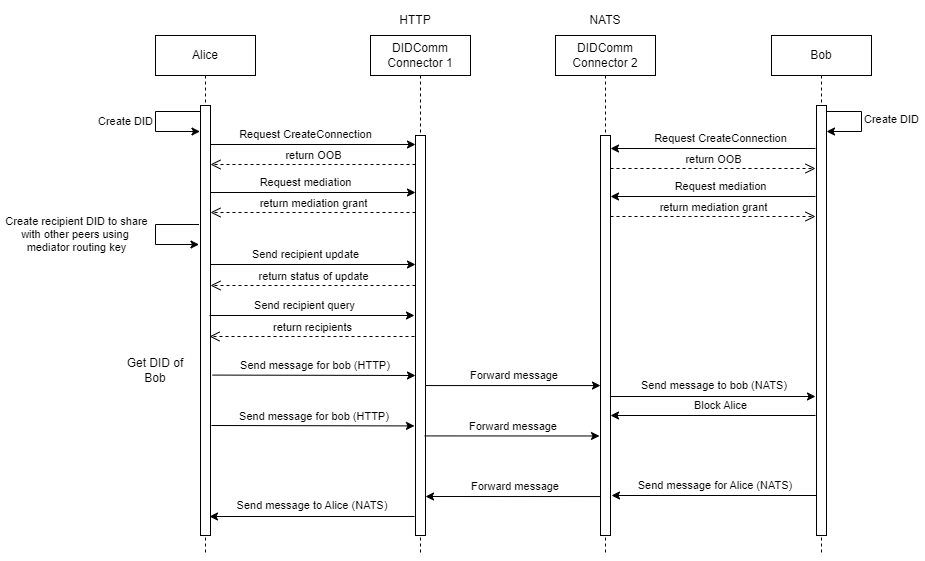 HTTP
NATS
Alice
DIDComm
Connector 1
DIDComm
Connector 2
Bob
Create DID
Create DID
Request CreateConnection
Request CreateConnection
return OOB
return OOB
Request mediation
Request mediation
return mediation grant
return mediation grant
Create recipient DID to share
with other peers using
mediator routing key
Send recipient update
return status of update
Send recipient query
return recipients
Get DID of
Bob
Send message for bob (HTTP)
Forward message
Send message to bob (NATS)
Block Alice
Send message for bob (HTTP)
Forward message
Send message for Alice (NATS)
Forward message
Send message to Alice (NATS)